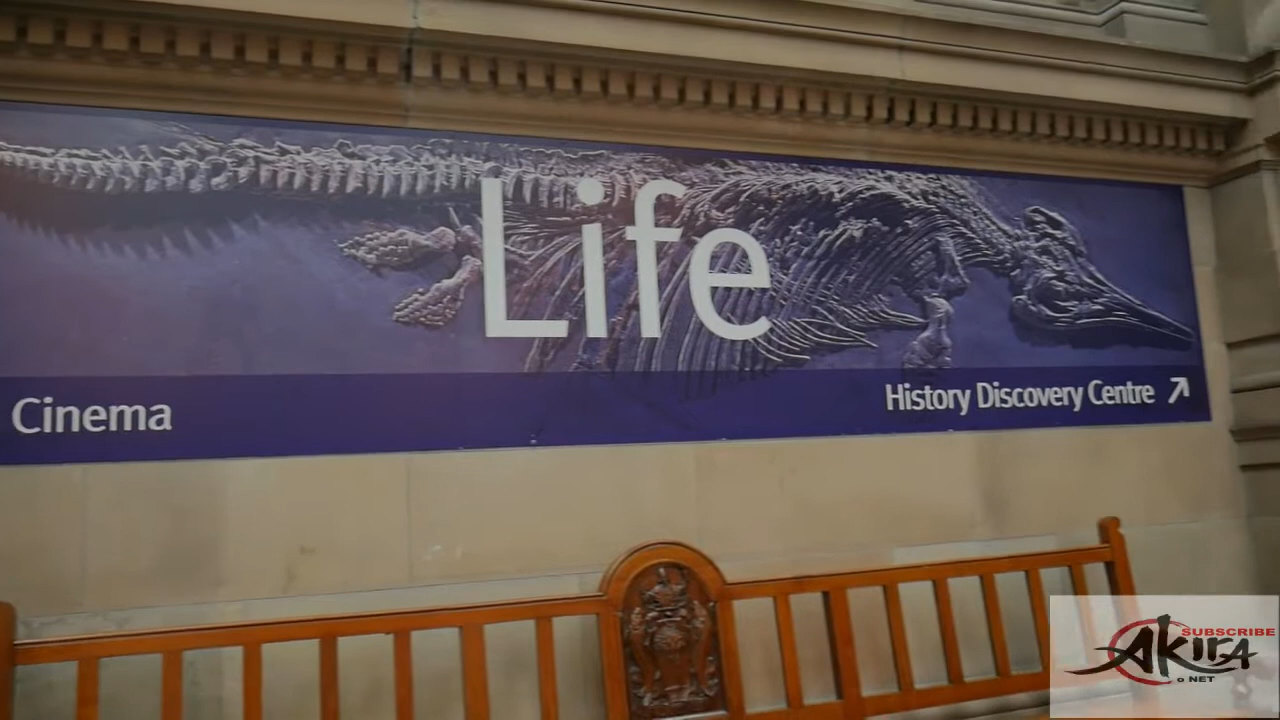 Life
Cinema
History Discovery Centre ↗
SUBSCRIBE
AkirA
o NET